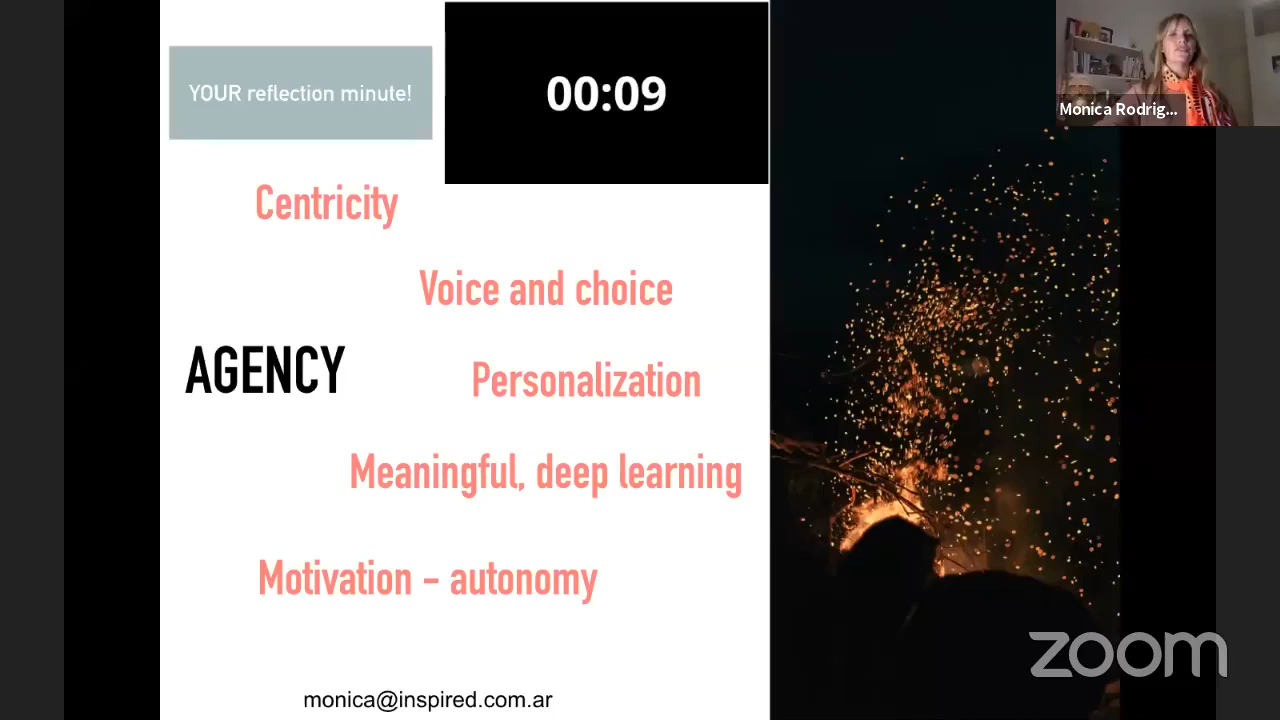 YOUR reflection minute!
00:09
Monica Rodrig...
Centricity
Voice and choice
AGENCY
Personalization
Meaningful, deep learning
Motivation - autonomy
zoom
monica@inspired.com.ar